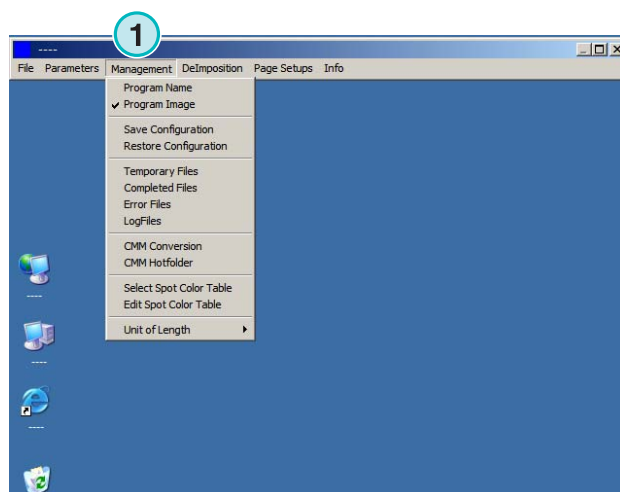 1
----
File Parameters Management DeImposition Page Setups Info
Program Name
Program Image
Save Configuration
Restore Configuration
Temporary Files
Completed Files
Error Files
LogFiles
CMM Conversion
CMM Hotfolder
Select Spot Color Table
Edit Spot Color Table
Unit of Length
----
----
----